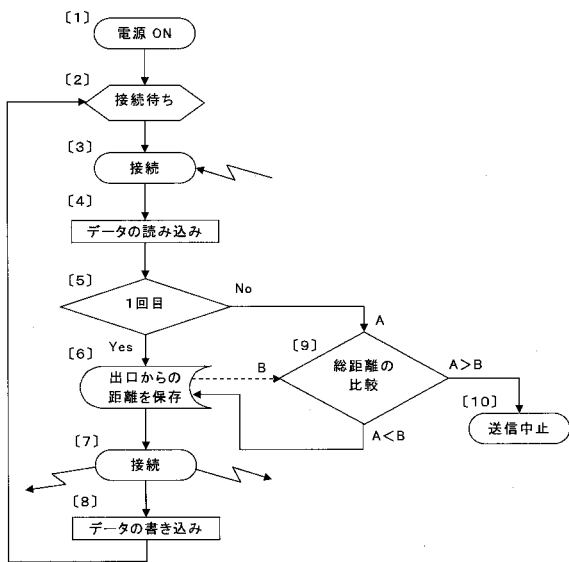 [1]
電源 ON
[2]
接続待ち
[3]
接続
[4]
データの読み込み
[5]
1回目
No
Yes
A
[6]
出口からの
距離を保存
B
[9]
総距離の
比較
A>B
A<B
[10]
送信中止
[7]
接続
[8]
データの書き込み